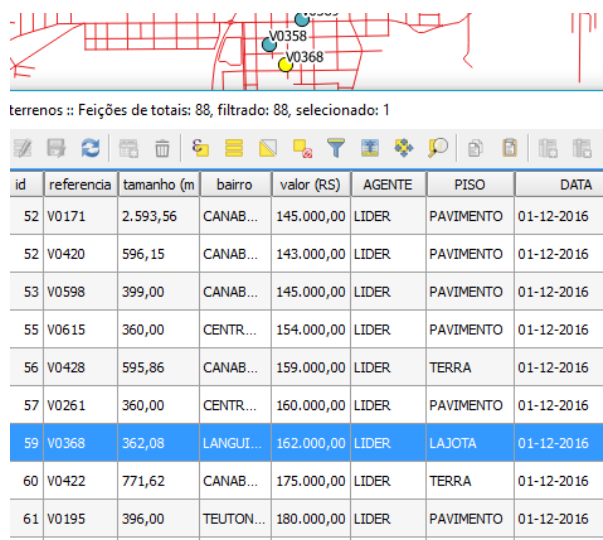 V0358
V0368
terrenos :: Feições de totais: 88, filtrado: 88, selecionado: 1
id referencia tamanho (m bairro valor (RS) AGENTE PISO DATA
52 V0171 2.593,56 CANAB... 145.000,00 LIDER PAVIMENTO 01-12-2016
52 V0420 596,15 CANAB... 143.000,00 LIDER PAVIMENTO 01-12-2016
53 V0598 399,00 CANAB... 145.000,00 LIDER PAVIMENTO 01-12-2016
55 V0615 360,00 CENTR... 154.000,00 LIDER PAVIMENTO 01-12-2016
56 V0428 595,86 CANAB... 159.000,00 LIDER TERRA 01-12-2016
57 V0261 360,00 CENTR... 160.000,00 LIDER PAVIMENTO 01-12-2016
59 V0368 362,08 LANGUI... 162.000,00 LIDER LAJOTA 01-12-2016
60 V0422 771,62 CANAB... 175.000,00 LIDER TERRA 01-12-2016
61 V0195 396,00 TEUTON... 180.000,00 LIDER PAVIMENTO 01-12-2016